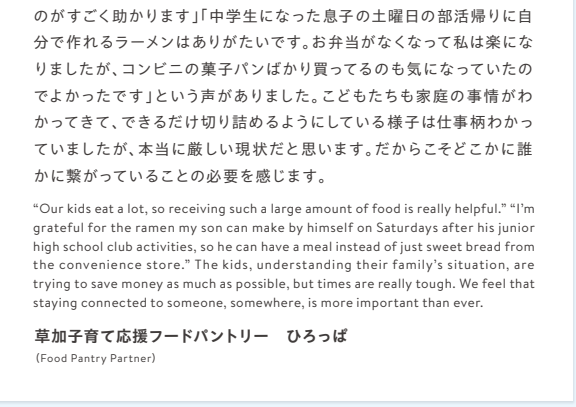 のがすごく助かります」「中学生になった息子の土曜日の部活帰りに自
分で作れるラーメンはありがたいです。お弁当がなくなって私は楽にな
りましたが、コンビニの菓子パンばかり買ってるのも気になっていたの
でよかったです」という声がありました。こどもたちも家庭の事情がわ
かってきて、できるだけ切り詰めるようにしている様子は仕事柄わかっ
ていましたが、本当に厳しい現状だと思います。だからこそどこかに誰
かに繋がっていることの必要を感じます。
“Our kids eat a lot, so receiving such a large amount of food is really helpful.” “I’m
grateful for the ramen my son can make by himself on Saturdays after his junior
high school club activities, so he can have a meal instead of just sweet bread from
the convenience store.” The kids, understanding their family’s situation, are
trying to save money as much as possible, but times are really tough. We feel that
staying connected to someone, somewhere, is more important than ever.
草加子育て応援フードパントリー　ひろっぱ
(Food Pantry Partner)